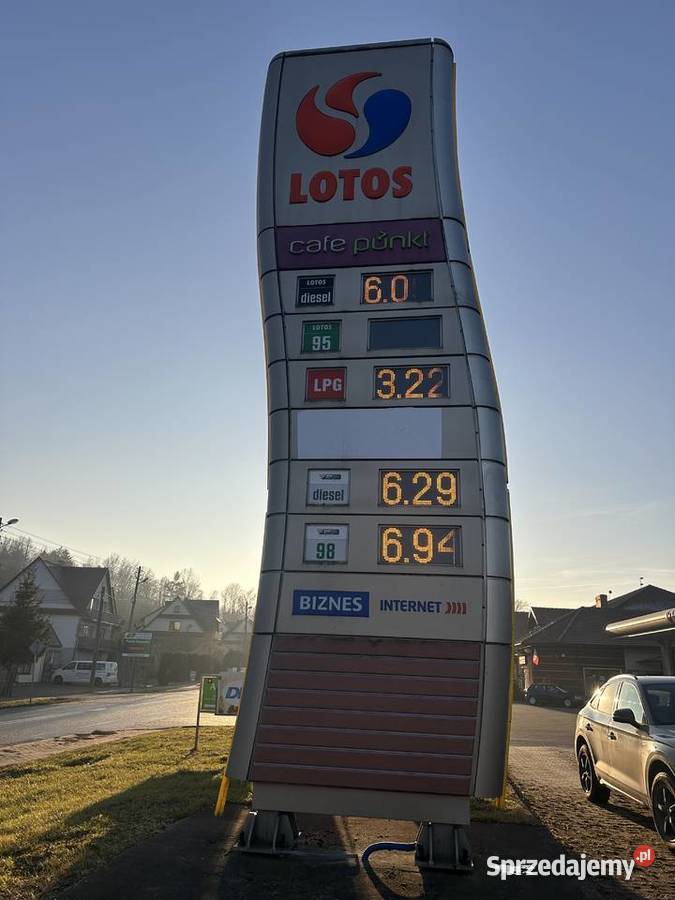 LOTOS
cafe punkt
LOTOS
diesel 6.0
LOTOS
95
LPG 3.22
diesel 6.29
98 6.94
BIZNES INTERNET
Sprzedajemy.pl